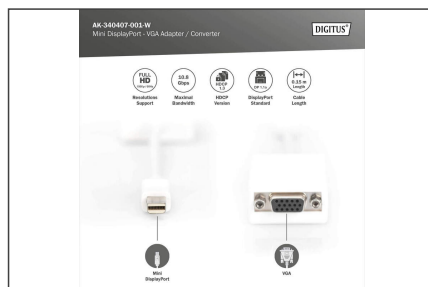 AK-340407-001-W
Mini DisplayPort - VGA Adapter / Converter
DIGITUS®
FULL
HD
Resolutions
Support
10.8
Gbps
Maximal
Bandwidth
HDCP
1.3
HDCP
Version
DP 1.1a
DisplayPort
Standard
0.15 m
Length
Cable
Length
Mini
DisplayPort
VGA